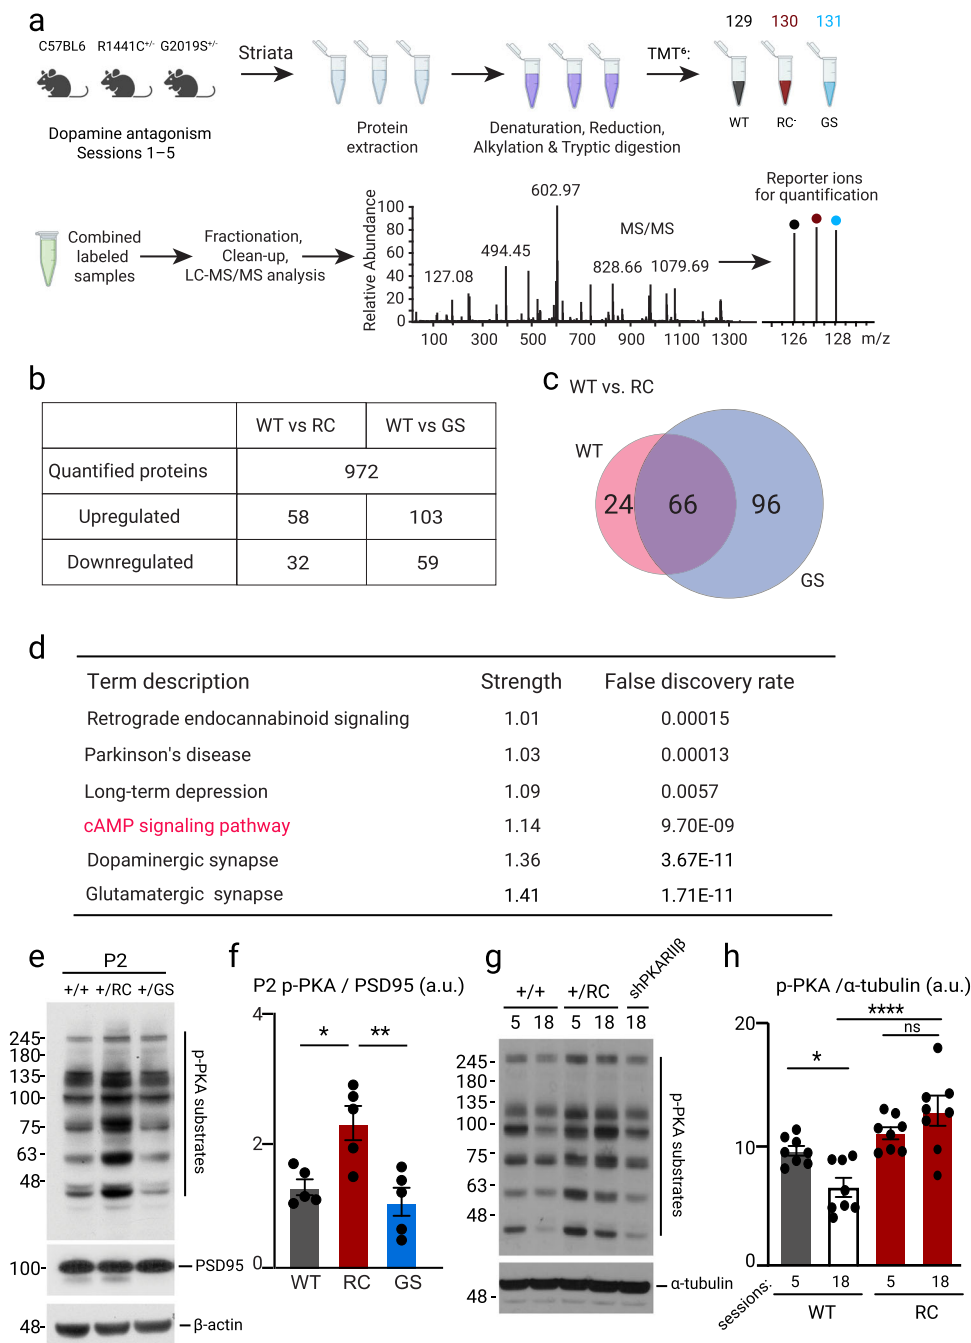 a
C57BL6 R1441C+/- G2019S+/-
Striata
TMT⁶:
129 130 131
WT RC- GS
Dopamine antagonism
Sessions 1–5
Protein
extraction
Denaturation, Reduction,
Alkylation & Tryptic digestion
Combined
labeled
samples
Fractionation,
Clean-up,
LC-MS/MS analysis
Relative Abundance
100
80
60
40
20
0
127.08
494.45
602.97
828.66
1079.69
MS/MS
100 300 500 700 900 1100 1300
Reporter ions
for quantification
126 128 m/z
b
WT vs RC WT vs GS
Quantified proteins 972
Upregulated 58 103
Downregulated 32 59
c
WT vs. RC
WT
24 66 96
GS
d
Term description Strength False discovery rate
Retrograde endocannabinoid signaling 1.01 0.00015
Parkinson's disease 1.03 0.00013
Long-term depression 1.09 0.0057
cAMP signaling pathway 1.14 9.70E-09
Dopaminergic synapse 1.36 3.67E-11
Glutamatergic synapse 1.41 1.71E-11
e
P2
+/+ +/RC +/GS
245-
180-
135-
100-
75-
63-
48-
p-PKA substrates
100-
PSD95
48-
β-actin
f
P2 p-PKA / PSD95 (a.u.)
4
2
0
* **
WT RC GS
g
+/+ +/RC shPKARIIβ
5 18 5 18 18
245-
180-
135-
100-
75-
63-
48-
p-PKA substrates
48-
α-tubulin
h
p-PKA /α-tubulin (a.u.)
20
10
0
****
ns
*
sessions: 5 18 5 18
WT RC